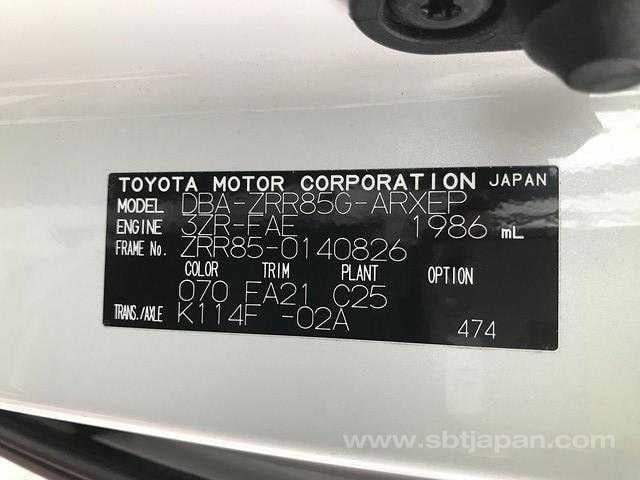 TOYOTA MOTOR CORPORATION JAPAN
MODEL DBA-ZRR85G-ARXEP
ENGINE 3ZR-FAE 1986 mL
FRAME No. ZRR85-0140826
COLOR TRIM PLANT OPTION
070 FA21 C25
TRANS./AXLE K114F -02A
474
www.sbtjapan.com